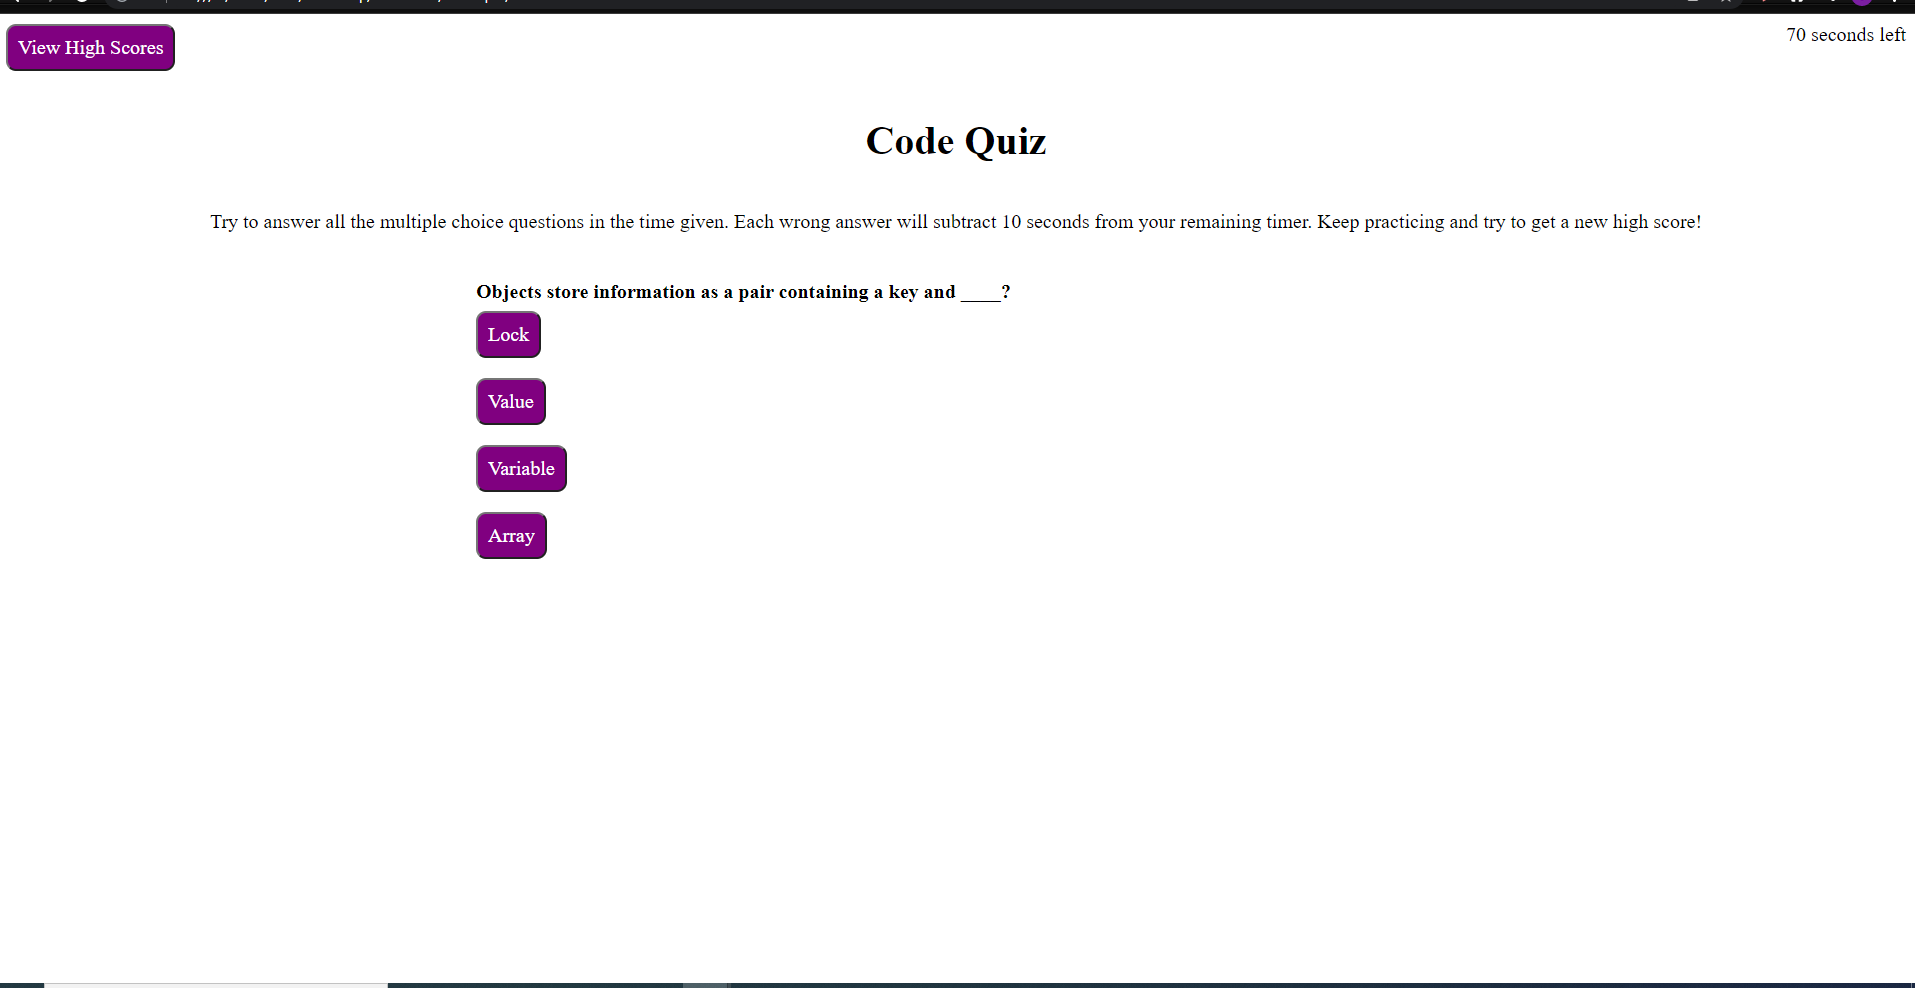 View High Scores
70 seconds left
Code Quiz
Try to answer all the multiple choice questions in the time given. Each wrong answer will subtract 10 seconds from your remaining timer. Keep practicing and try to get a new high score!
Objects store information as a pair containing a key and ____?
Lock
Value
Variable
Array